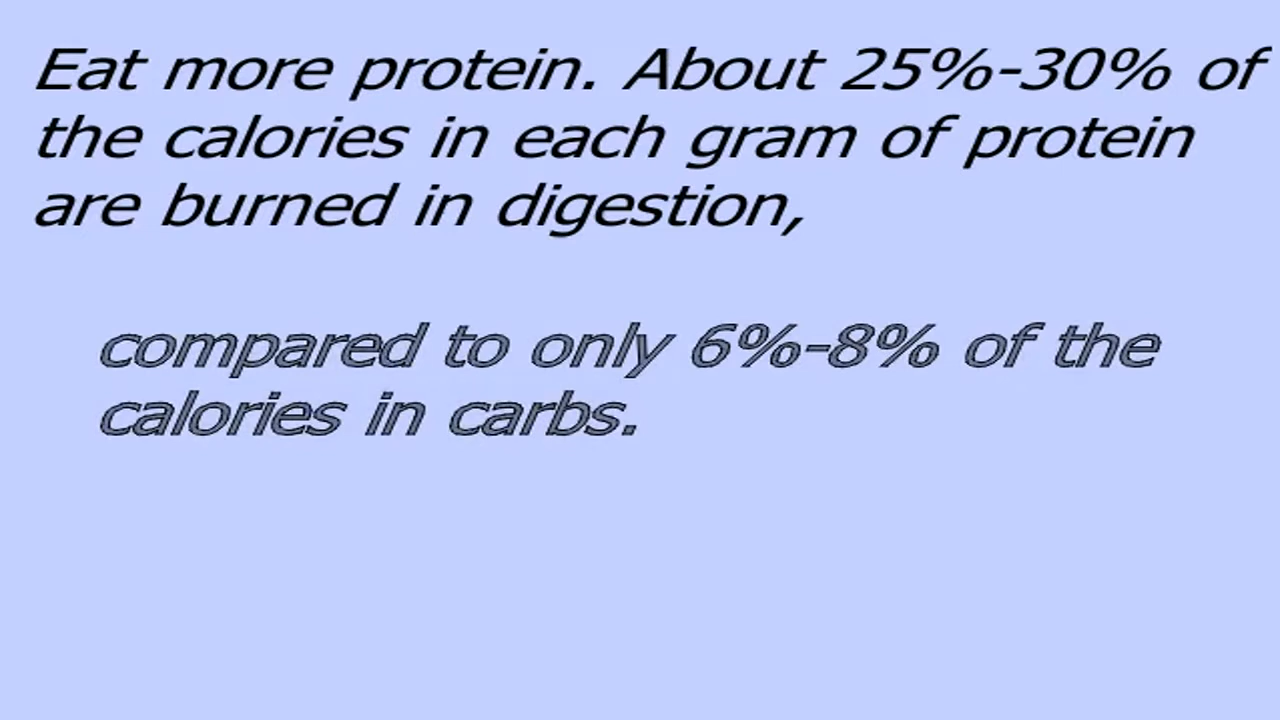 Eat more protein. About 25%-30% of
the calories in each gram of protein
are burned in digestion,
compared to only 6%-8% of the
calories in carbs.